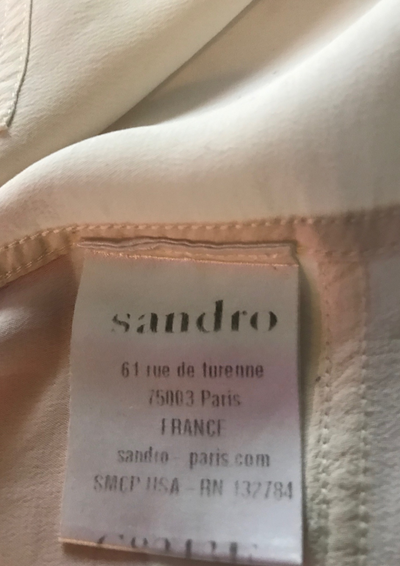 sandro
61 rue de turenne
75003 Paris
FRANCE
sandro - paris.com
SMCP USA - RN 132784